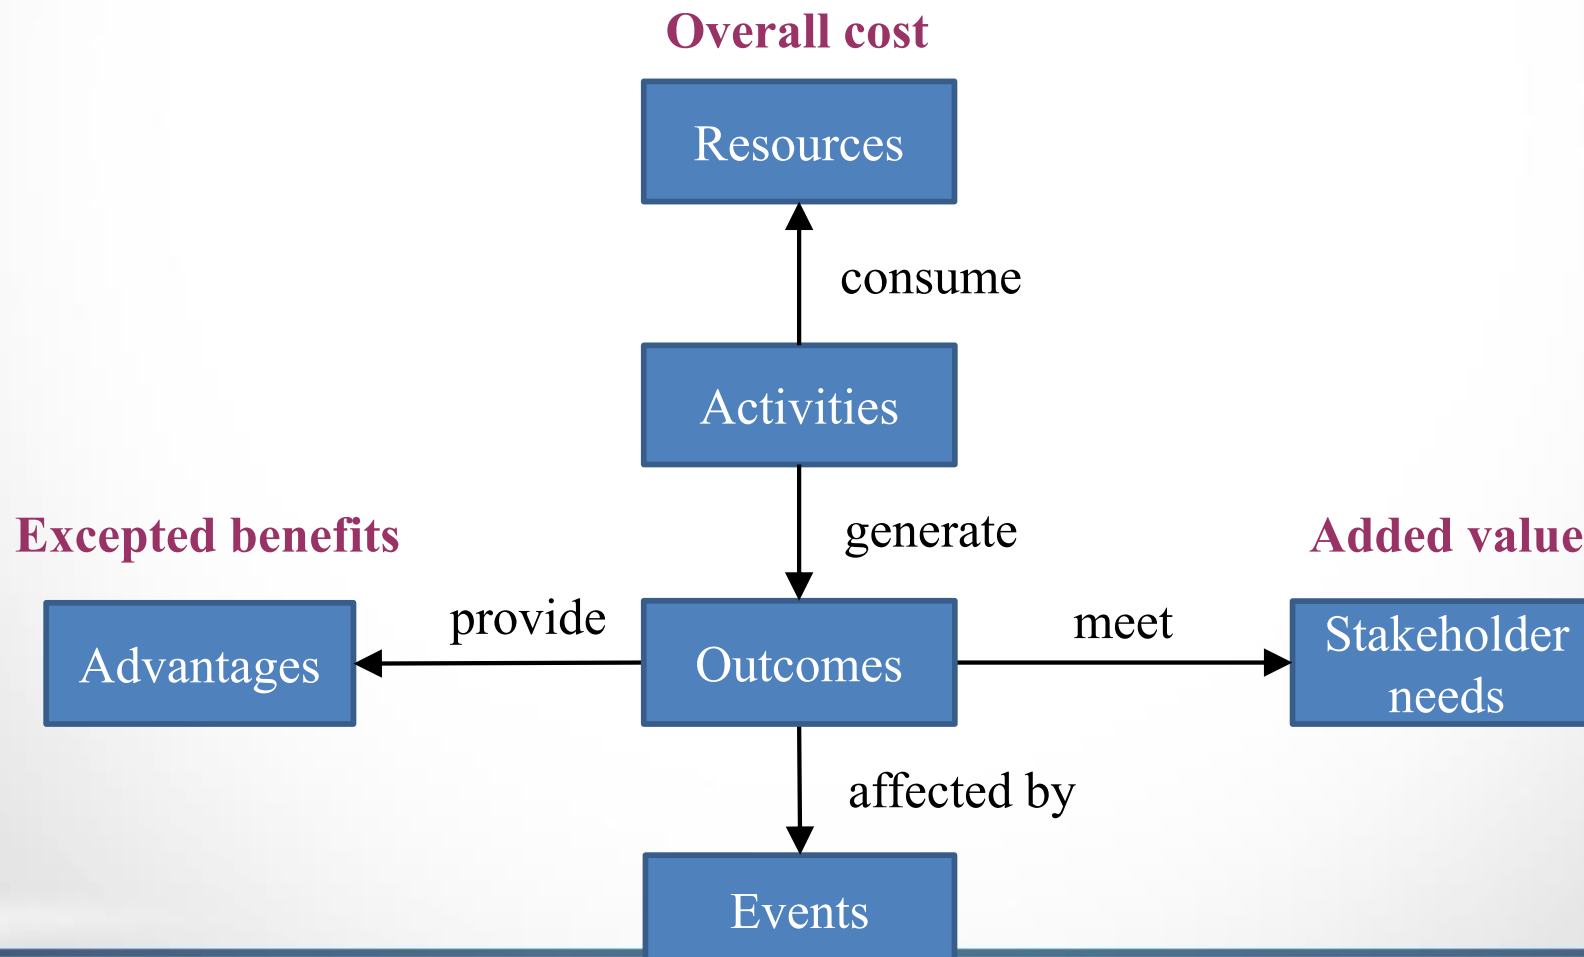 Overall cost
Resources
consume
Activities
generate
Excepted benefits
Added value
provide
meet
Advantages
Outcomes
Stakeholder
needs
affected by
Events